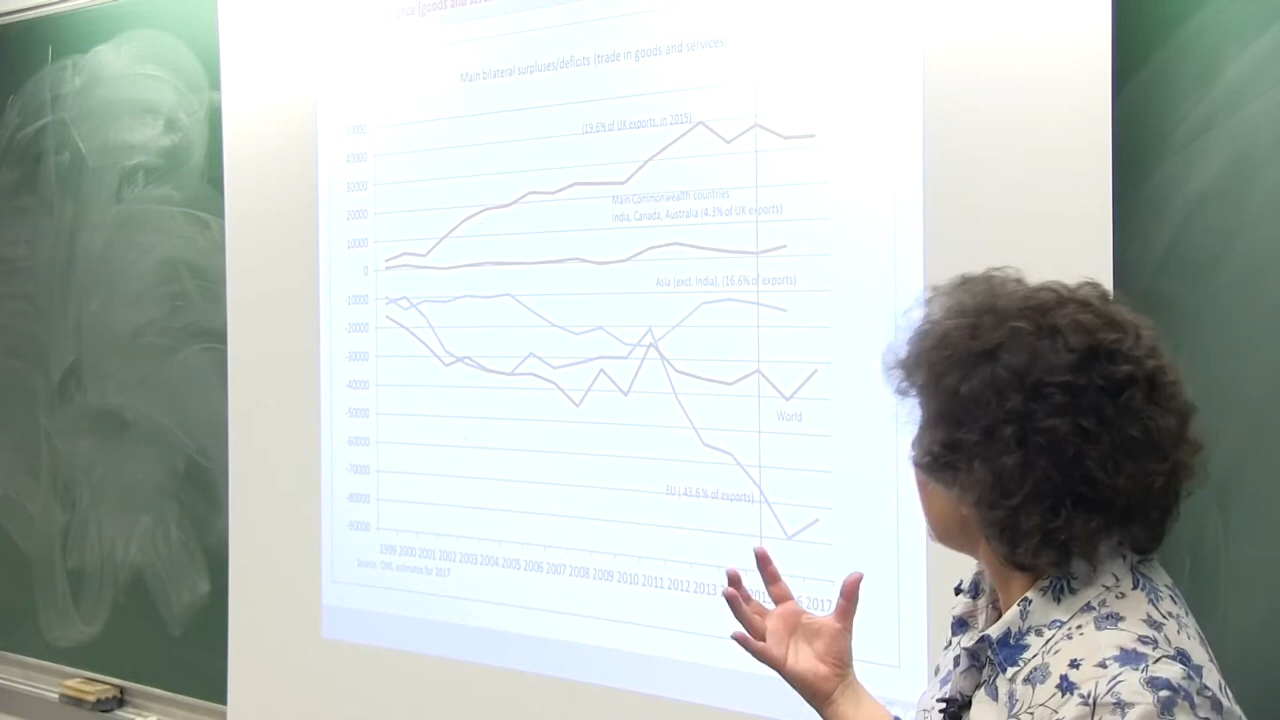 (goods and
Main bilateral surpluses/deficits (trade in goods and services
50000
(19.6% of UK exports, in 2015)
40000
30000
Main Commonwealth countries
20000
India, Canada, Australia (4.3% of UK exports)
10000
0
Asia (excl. India), (16.6% of exports)
-10000
-20000
-30000
-40000
World
-50000
-60000
EU ( 43.6 % of exports)
-70000
-80000
-90000
1999 2000 2001 2002 2003 2004 2005 2006 2007 2008 2009 2010 2011 2012 2013 2017
Source: ONS, estimates for 2017